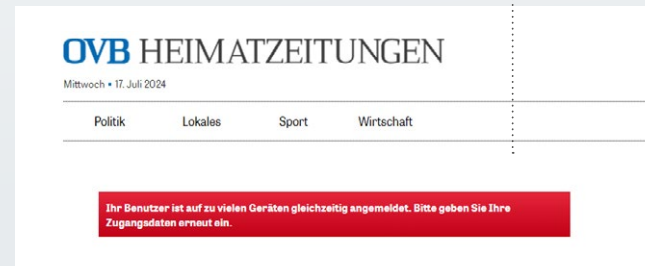 OVB HEIMATZEITUNGEN
Mittwoch • 17. Juli 2024
Politik Lokales Sport Wirtschaft
Ihr Benutzer ist auf zu vielen Geräten gleichzeitig angemeldet. Bitte geben Sie Ihre
Zugangsdaten erneut ein.